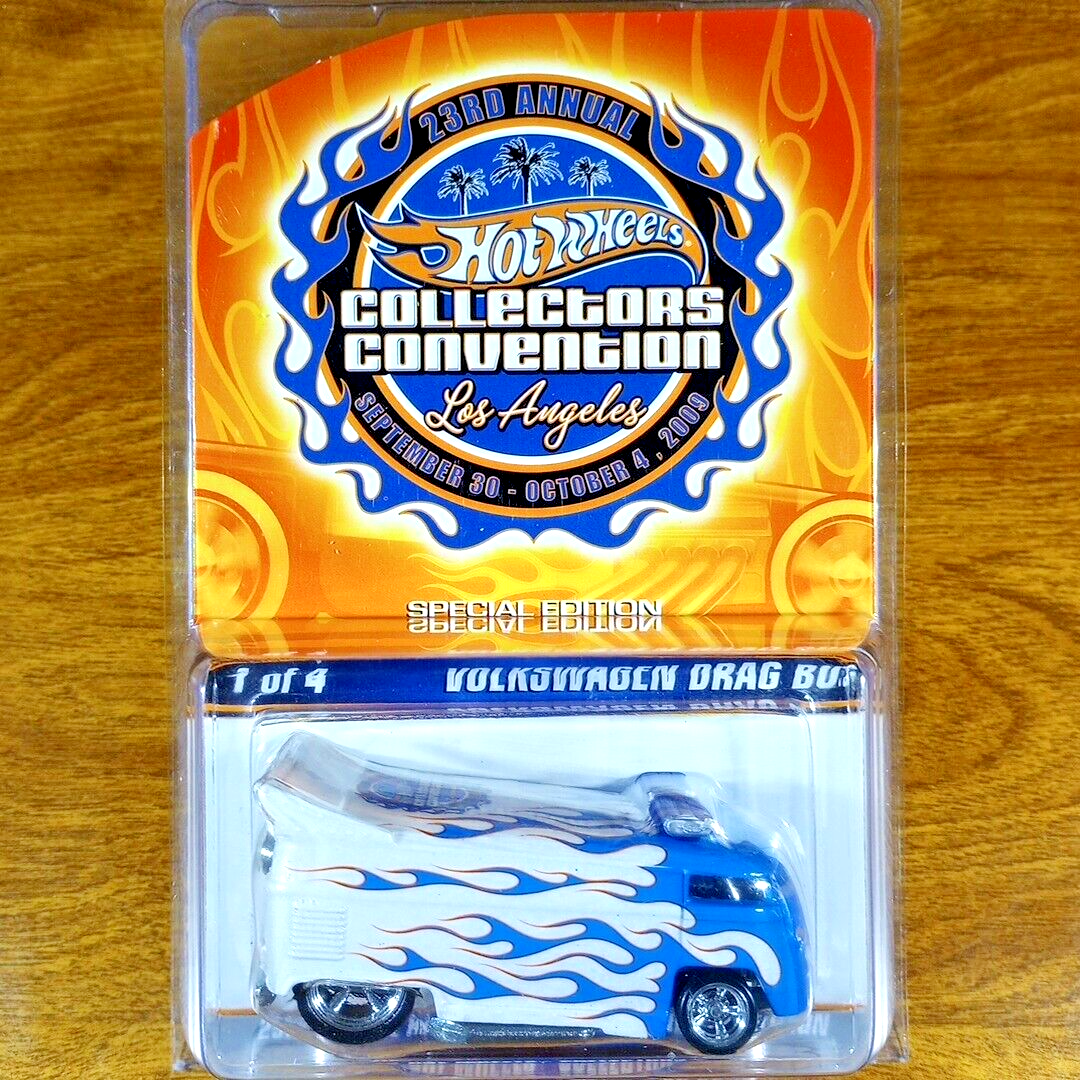 23RD ANNUAL
Hot Wheels®
COLLECTORS
CONVENTION
Los Angeles
SEPTEMBER 30 - OCTOBER 4, 2009
SPECIAL EDITION
1 of 4 VOLKSWAGEN DRAG BUS